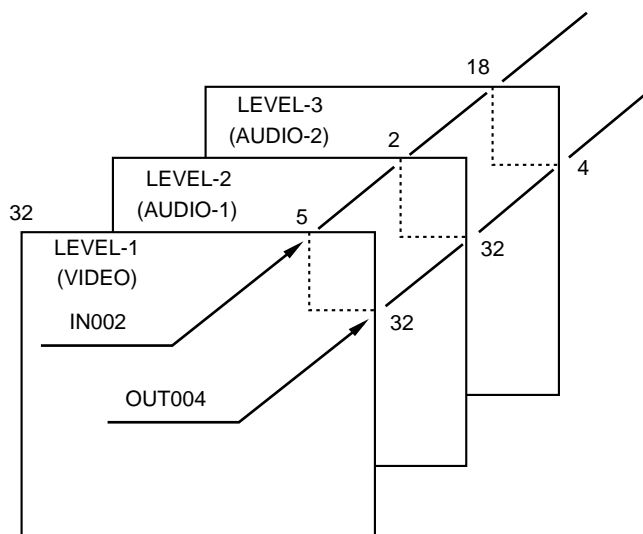 18
LEVEL-3
(AUDIO-2)
2
4
LEVEL-2
(AUDIO-1)
32
5
32
LEVEL-1
(VIDEO)
IN002
32
OUT004